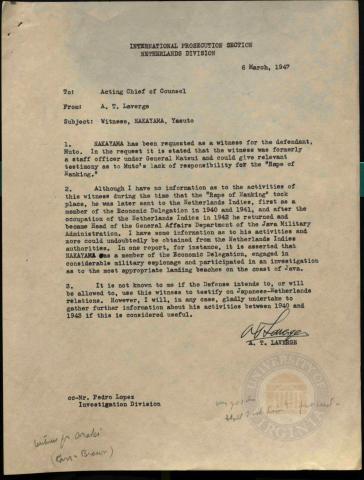 INTERNATIONAL PROSECUTION SECTION
NETHERLANDS DIVISION
6 March, 1947
To: Acting Chief of Counsel
From: A. T. Laverge
Subject: Witness, NAKAYAMA, Yasuto
1. NAKAYAMA has been requested as a witness for the defendant,
Muto. In the request it is stated that the witness was formerly
a staff officer under General Matsui and could give relevant
testimony as to Muto's lack of responsibility for the "Rape of
Nanking."
2. Although I have no information as to the activities of
this witness during the time that the "Rape of Nanking" took
place, he was later sent to the Netherlands Indies, first as a
member of the Economic Delegation in 1940 and 1941, and after the
occupation of the Netherlands Indies in 1942 he returned and
became Head of the General Affairs Department of the Java Military
Administration. I have some information as to his activities and
more could undoubtedly be obtained from the Netherlands Indies
authorities. In one report, for instance, it is asserted that
NAKAYAMA as a member of the Economic Delegation, engaged in
considerable military espionage and participated in an investigation
as to the most appropriate landing beaches on the coast of Java.
3. It is not known to me if the Defense intends to, or will
be allowed to, use this witness to testify on Japanese-Netherlands
relations. However, I will, in any case, gladly undertake to
gather further information about his activities between 1940 and
1943 if this is considered useful.
A. T. LAVERGE
cc-Mr. Pedro Lopez
Investigation Division
witness for Araki